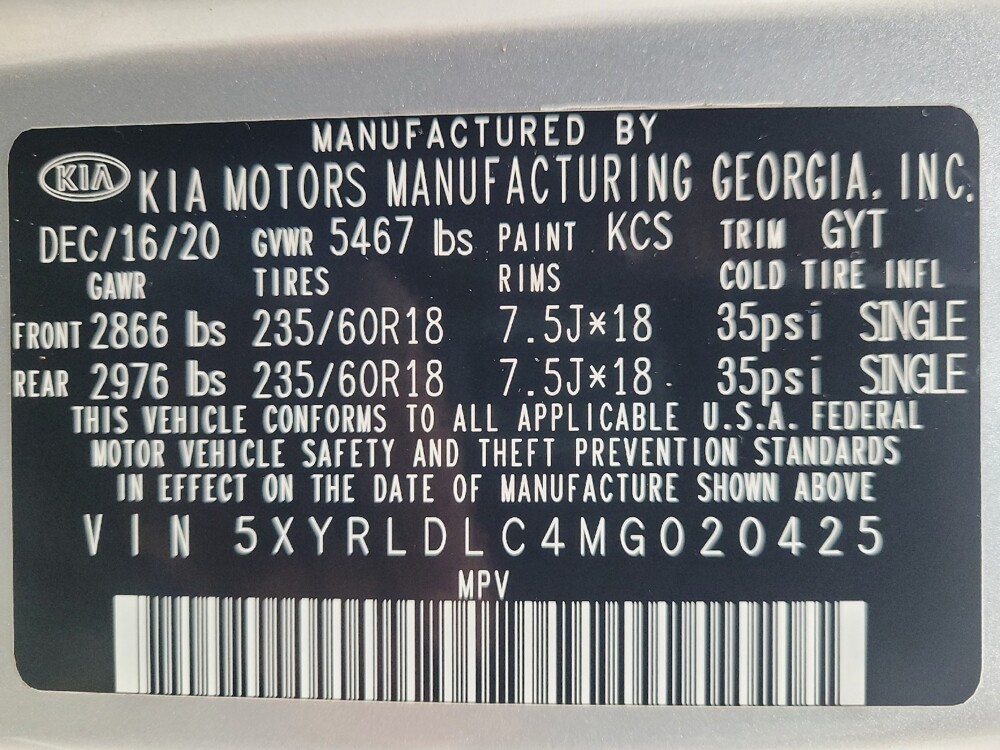 MANUFACTURED BY
KIA KIA MOTORS MANUFACTURING GEORGIA, INC.
DEC/16/20 GVWR 5467 lbs PAINT KCS TRIM GYT
GAWR TIRES RIMS COLD TIRE INFL
FRONT 2866 lbs 235/60R18 7.5J*18 35psi SINGLE
REAR 2976 lbs 235/60R18 7.5J*18 35psi SINGLE
THIS VEHICLE CONFORMS TO ALL APPLICABLE U.S.A. FEDERAL
MOTOR VEHICLE SAFETY AND THEFT PREVENTION STANDARDS
IN EFFECT ON THE DATE OF MANUFACTURE SHOWN ABOVE
VIN 5XYRLDLC4MG020425
MPV